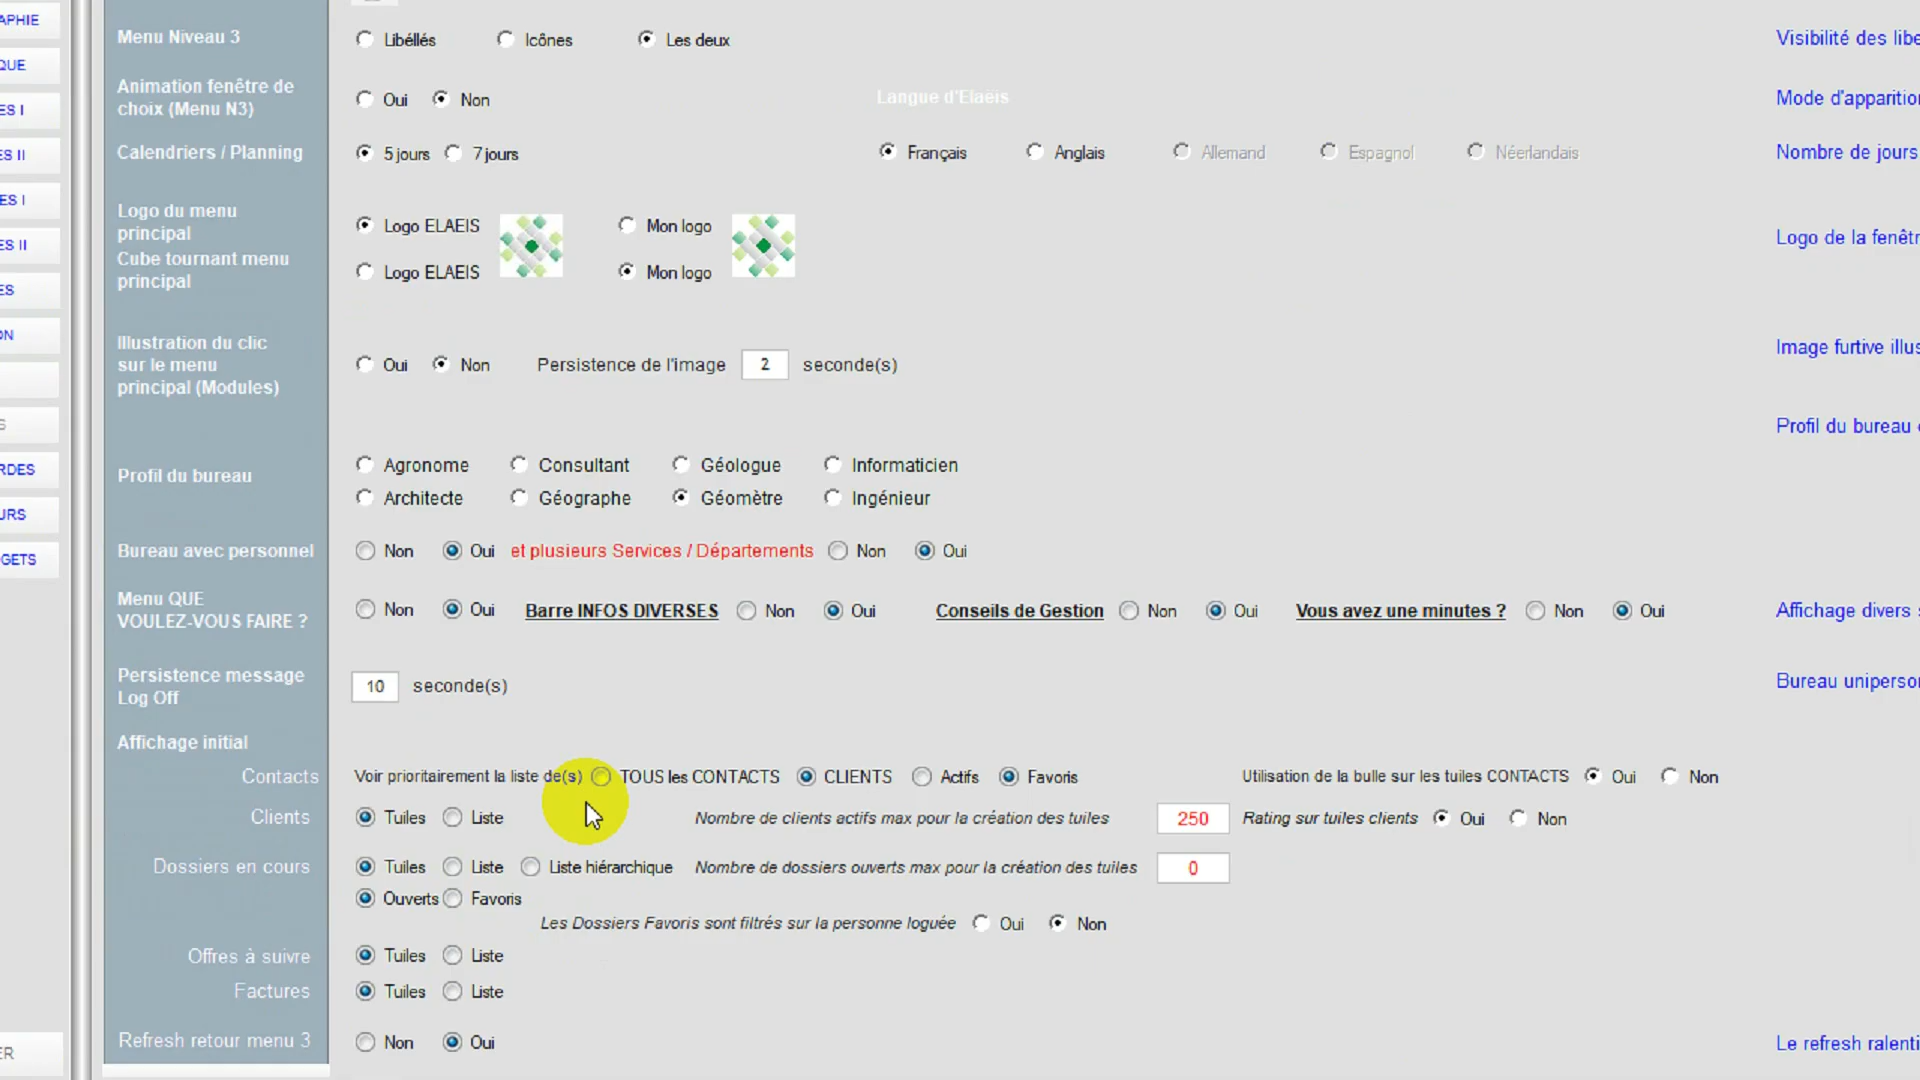 APHIE
QUE
ES I
ES II
ES I
ES II
ES
ON
S
RDES
URS
GETS
ER
Menu Niveau 3
Libéllés Icônes Les deux
Visibilité des libe
Animation fenêtre de
choix (Menu N3)
Oui Non
Langue d'Elaëis
Mode d'apparition
Calendriers / Planning
5 jours 7 jours
Français Anglais Allemand Espagnol Néerlandais
Nombre de jours
Logo du menu
principal
Logo ELAEIS Mon logo
Logo de la fenêtr
Cube tournant menu
principal
Logo ELAEIS Mon logo
Illustration du clic
sur le menu
principal (Modules)
Oui Non Persistence de l'image 2 seconde(s)
Image furtive illus
Profil du bureau
Profil du bureau
Agronome Consultant Géologue Informaticien
Architecte Géographe Géomètre Ingénieur
Bureau avec personnel
Non Oui et plusieurs Services / Départements Non Oui
Menu QUE
VOULEZ-VOUS FAIRE ?
Non Oui Barre INFOS DIVERSES Non Oui Conseils de Gestion Non Oui Vous avez une minutes ? Non Oui
Affichage divers
Persistence message
Log Off
10 seconde(s)
Bureau uniperson
Affichage initial
Contacts
Voir prioritairement la liste de(s) TOUS les CONTACTS CLIENTS Actifs Favoris Utilisation de la bulle sur les tuiles CONTACTS Oui Non
Clients
Tuiles Liste Nombre de clients actifs max pour la création des tuiles 250 Rating sur tuiles clients Oui Non
Dossiers en cours
Tuiles Liste Liste hiérarchique Nombre de dossiers ouverts max pour la création des tuiles 0
Ouverts Favoris
Les Dossiers Favoris sont filtrés sur la personne loguée Oui Non
Offres à suivre
Tuiles Liste
Factures
Tuiles Liste
Refresh retour menu 3
Non Oui
Le refresh ralenti